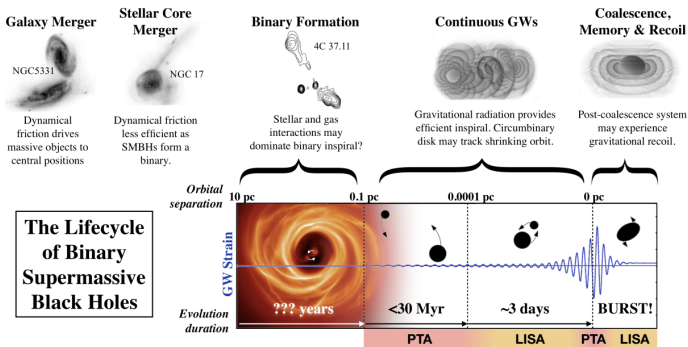 Galaxy Merger
NGC5331
Dynamical
friction drives
massive objects to
central positions
Stellar Core
Merger
NGC 17
Dynamical friction
less efficient as
SMBHs form a
binary.
Binary Formation
4C 37.11
Stellar and gas
interactions may
dominate binary inspiral?
Continuous GWs
Gravitational radiation provides
efficient inspiral. Circumbinary
disk may track shrinking orbit.
Coalescence,
Memory & Recoil
Post-coalescence system
may experience
gravitational recoil.
The Lifecycle
of Binary
Supermassive
Black Holes
Orbital
separation
10 pc
0.1 pc
0.0001 pc
0 pc
GW Strain
Evolution
duration
??? years
<30 Myr
~3 days
BURST!
PTA
LISA
PTA
LISA